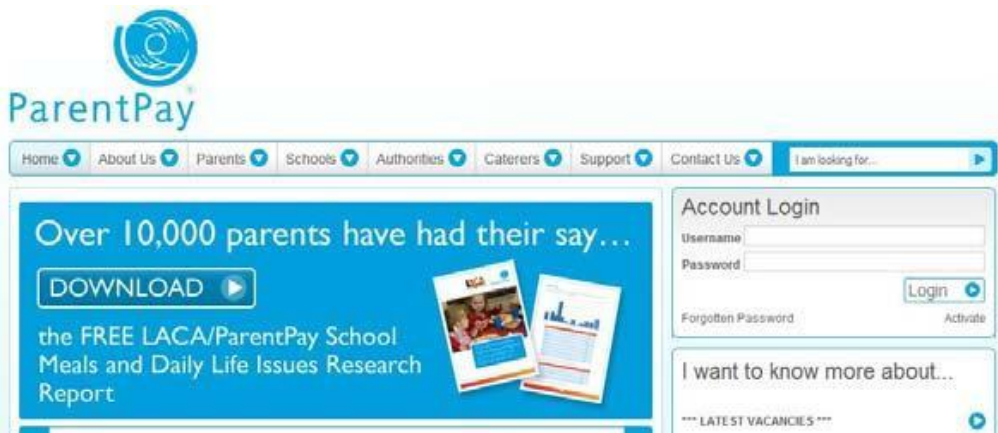 ParentPay
Home About Us Parents Schools Authorities Caterers Support Contact Us I am looking for...
Over 10,000 parents have had their say...
DOWNLOAD
the FREE LACA/ParentPay School
Meals and Daily Life Issues Research
Report
Account Login
Username
Password
Login
Forgotten Password Activate
I want to know more about...
*** LATEST VACANCIES ***